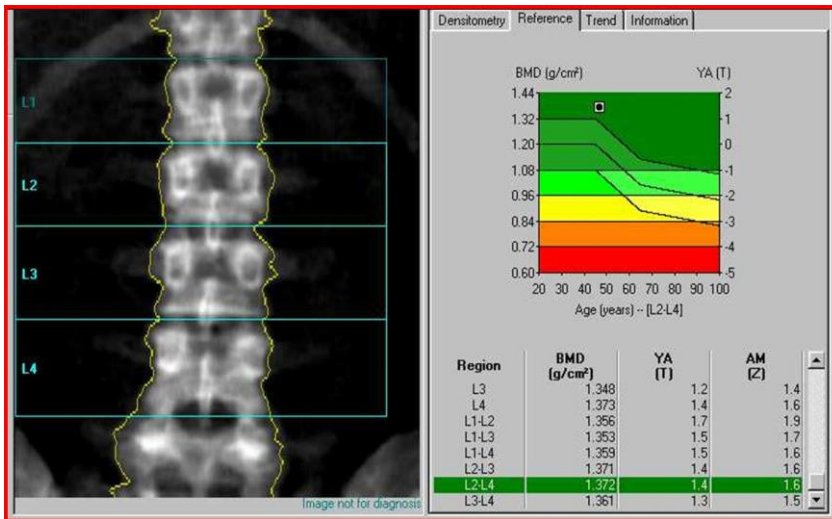 L1
L2
L3
L4
Image not for diagnosis
Densitometry Reference Trend Information
BMD (g/cm²) YA (T)
1.44 2
1.32 1
1.20 0
1.08 -1
0.96 -2
0.84 -3
0.72 -4
0.60 -5
20 30 40 50 60 70 80 90 100
Age (years) -- [L2-L4]
Region BMD (g/cm²) YA (T) AM (Z)
L3 1.348 1.2 1.4
L4 1.373 1.4 1.6
L1-L2 1.356 1.7 1.9
L1-L3 1.353 1.5 1.7
L1-L4 1.359 1.5 1.6
L2-L3 1.371 1.4 1.6
L2-L4 1.372 1.4 1.6
L3-L4 1.361 1.3 1.5